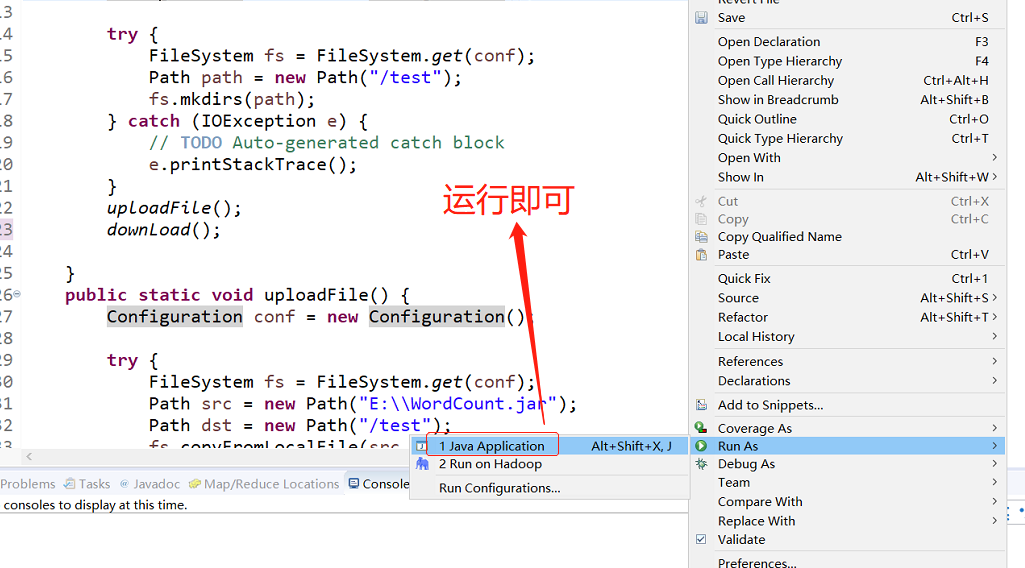 Revert File
Save Ctrl+S
Open Declaration F3
Open Type Hierarchy F4
Open Call Hierarchy Ctrl+Alt+H
Show in Breadcrumb Alt+Shift+B
Quick Outline Ctrl+O
Quick Type Hierarchy Ctrl+T
Open With >
Show In Alt+Shift+W >
Cut Ctrl+X
Copy Ctrl+C
Copy Qualified Name
Paste Ctrl+V
Quick Fix Ctrl+1
Source Alt+Shift+S >
Refactor Alt+Shift+T >
Local History >
References >
Declarations >
Add to Snippets...
Coverage As >
Run As >
Debug As >
Team >
Compare With >
Replace With >
Validate
Preferences...
3
4 try {
5 FileSystem fs = FileSystem.get(conf);
6 Path path = new Path("/test");
7 fs.mkdirs(path);
8 } catch (IOException e) {
9 // TODO Auto-generated catch block
20 e.printStackTrace();
21 }
22 uploadFile();
23 downLoad();
24
25 }
26 public static void uploadFile() {
27 Configuration conf = new Configuration();
28
29 try {
30 FileSystem fs = FileSystem.get(conf);
31 Path src = new Path("E:\\WordCount.jar");
32 Path dst = new Path("/test");
33 fs.copyFromLocalFile(src
运行即可
1 Java Application Alt+Shift+X, J
2 Run on Hadoop
Run Configurations...
Problems Tasks @ Javadoc Map/Reduce Locations Console
consoles to display at this time.